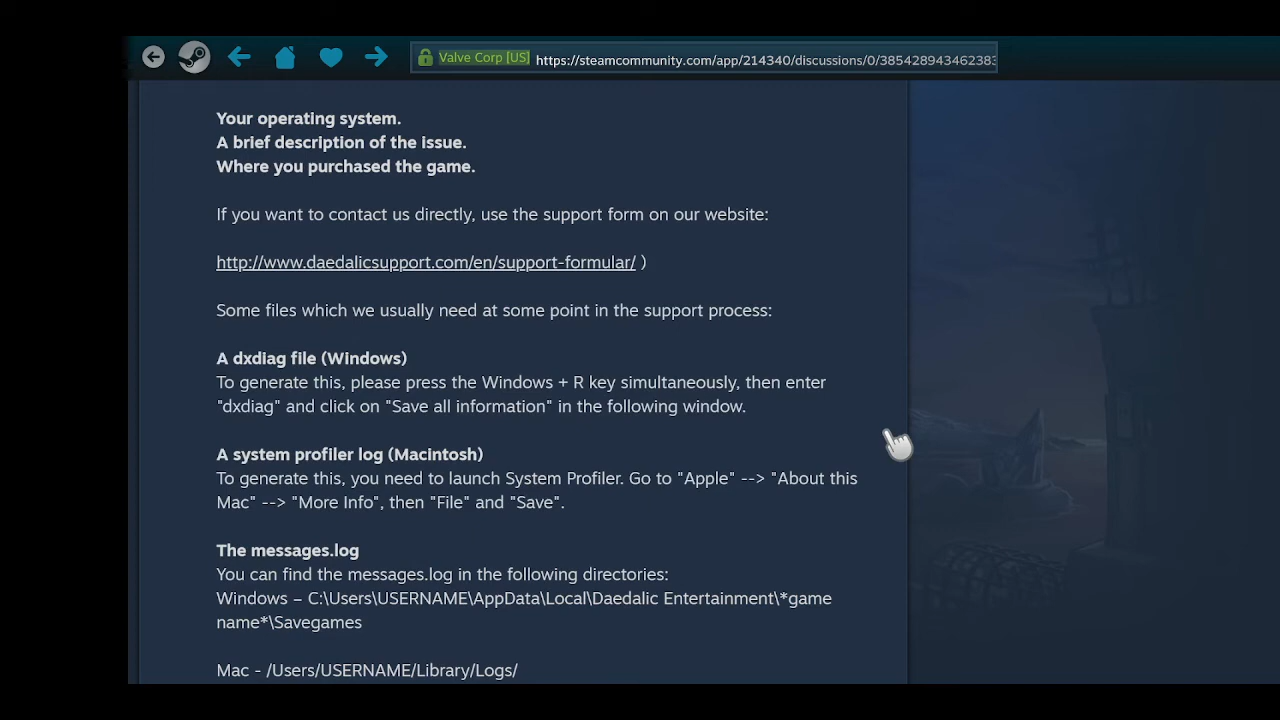 Valve Corp [US] https://steamcommunity.com/app/214340/discussions/0/385428943462383
Your operating system.
A brief description of the issue.
Where you purchased the game.
If you want to contact us directly, use the support form on our website:
http://www.daedalicsupport.com/en/support-formular/ )
Some files which we usually need at some point in the support process:
A dxdiag file (Windows)
To generate this, please press the Windows + R key simultaneously, then enter
"dxdiag" and click on "Save all information" in the following window.
A system profiler log (Macintosh)
To generate this, you need to launch System Profiler. Go to "Apple" --> "About this
Mac" --> "More Info", then "File" and "Save".
The messages.log
You can find the messages.log in the following directories:
Windows – C:\Users\USERNAME\AppData\Local\Daedalic Entertainment\*game
name*\Savegames
Mac - /Users/USERNAME/Library/Logs/